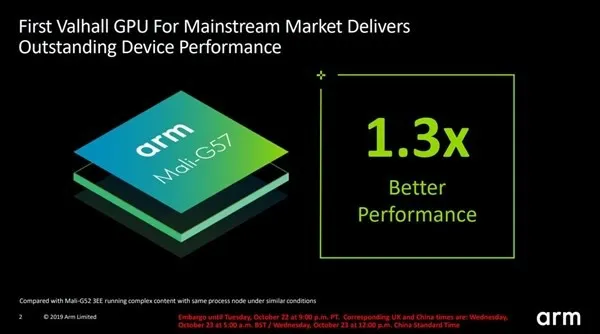 First Valhall GPU For Mainstream Market Delivers
Outstanding Device Performance
arm
Mali-G57
1.3x
Better
Performance
Compared with Mali-G52 3EE running complex content with same process node under similar conditions
2 © 2019 Arm Limited
Embargo until Tuesday, October 22 at 9:00 p.m. PT. Corresponding UK and China times are: Wednesday,
October 23 at 5:00 a.m. BST / Wednesday, October 23 at 12:00 p.m. China Standard Time
arm